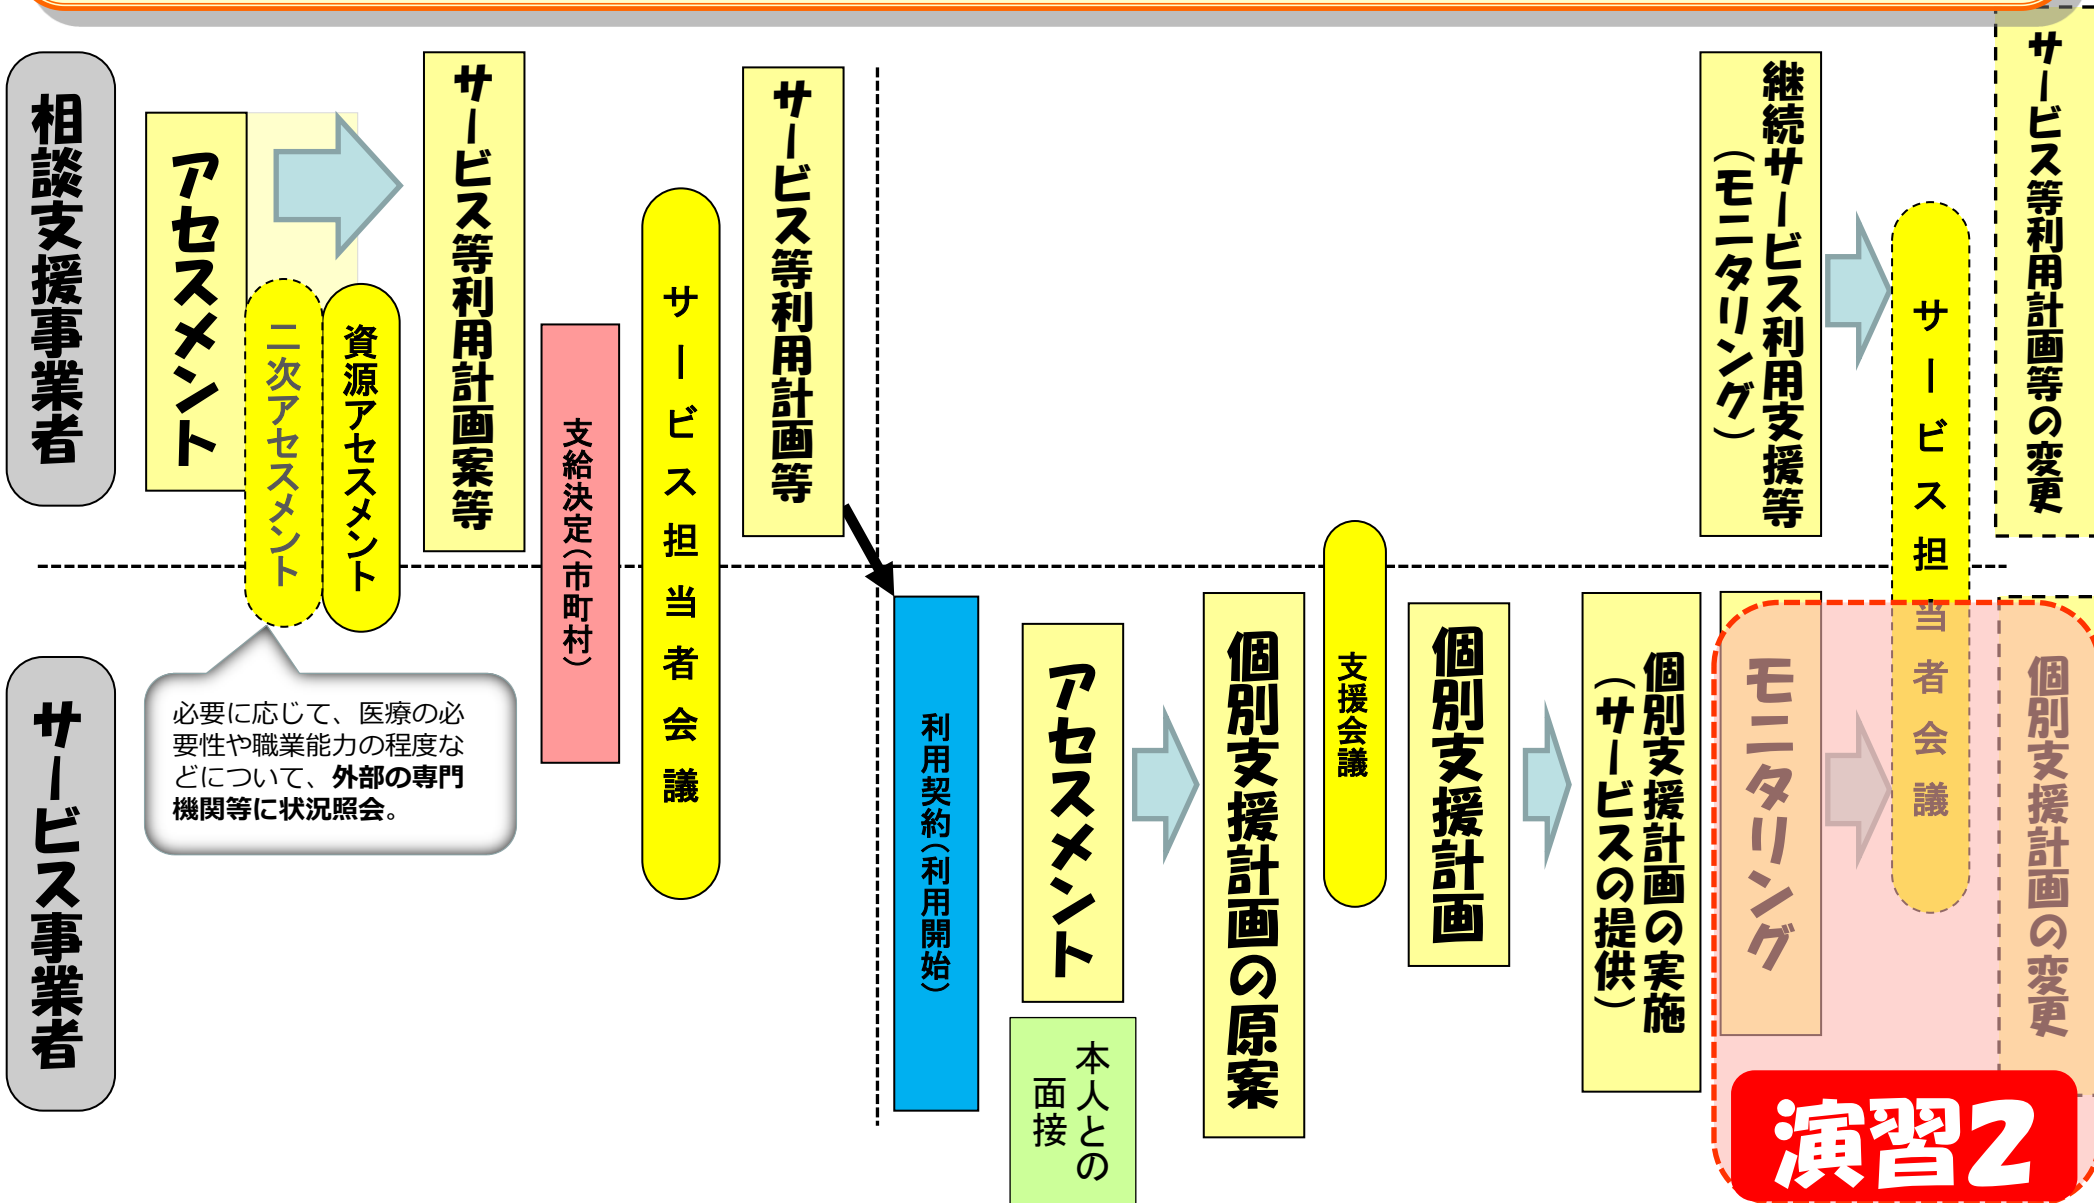 相談支援事業者
アセスメント
二次アセスメント
資源アセスメント
サービス等利用計画案等
支給決定（市町村）
サービス担当者会議
サービス等利用計画等
継続サービス利用支援等
（モニタリング）
サービス担当者会議
サービス等利用計画等の変更
サービス事業者
必要に応じて、医療の必
要性や職業能力の程度な
どについて、外部の専門
機関等に状況照会。
利用契約（利用開始）
アセスメント
本人との
面接
個別支援計画の原案
支援会議
個別支援計画
個別支援計画の実施
（サービスの提供）
モニタリング
個別支援計画の変更
演習2